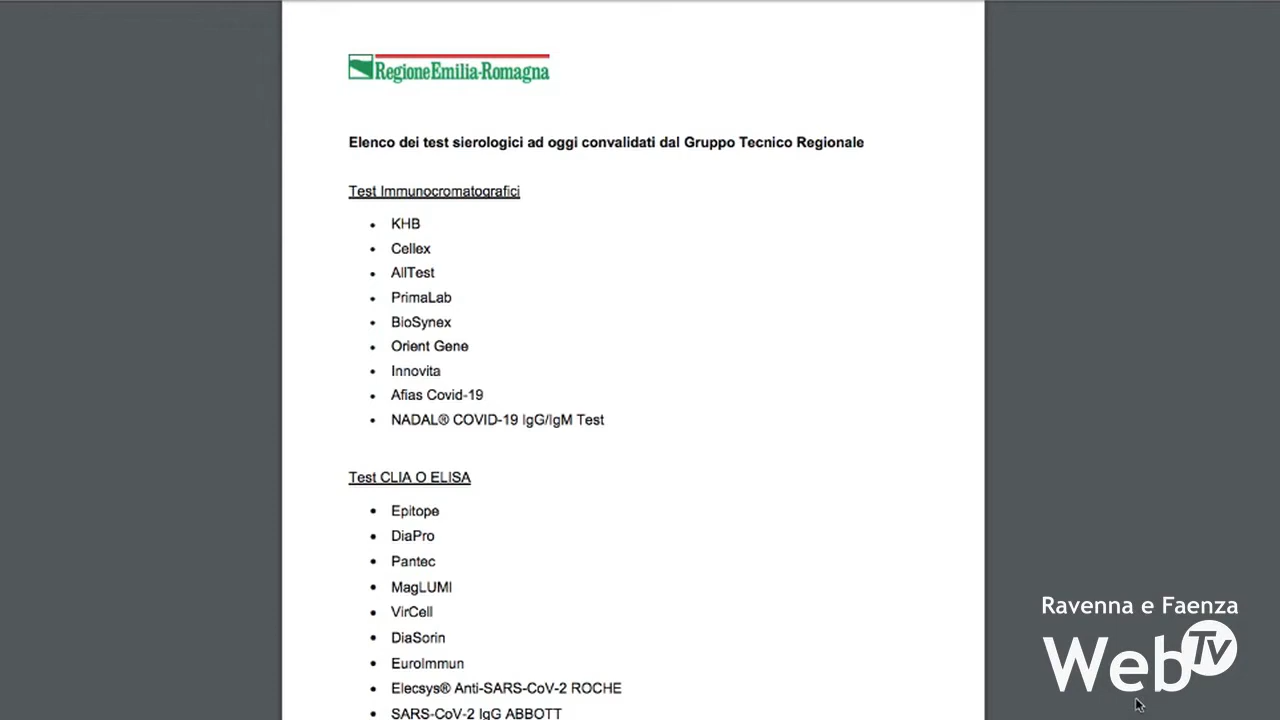 RegioneEmilia-Romagna
Elenco dei test sierologici ad oggi convalidati dal Gruppo Tecnico Regionale
Test Immunocromatografici
• KHB
• Cellex
• AllTest
• PrimaLab
• BioSynex
• Orient Gene
• Innovita
• Afias Covid-19
• NADAL® COVID-19 IgG/IgM Test
Test CLIA O ELISA
• Epitope
• DiaPro
• Pantec
• MagLUMI
• VirCell
• DiaSorin
• EuroImmun
• Elecsys® Anti-SARS-CoV-2 ROCHE
• SARS-CoV-2 IgG ABBOTT
Ravenna e Faenza
WebTv